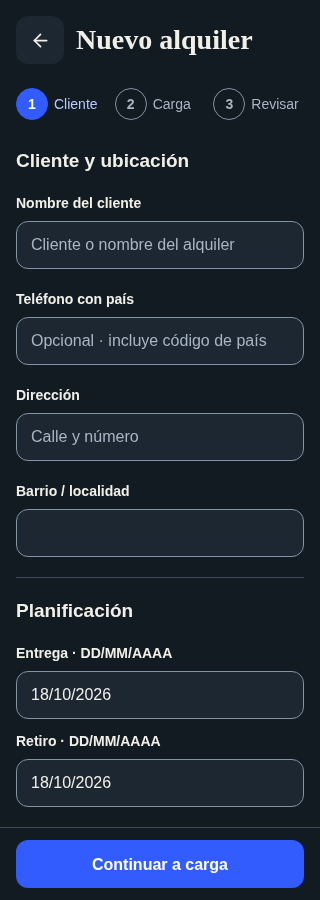 Nuevo alquiler
1 Cliente 2 Carga 3 Revisar
Cliente y ubicación
Nombre del cliente
Cliente o nombre del alquiler
Teléfono con país
Opcional · incluye código de país
Dirección
Calle y número
Barrio / localidad
Planificación
Entrega · DD/MM/AAAA
18/10/2026
Retiro · DD/MM/AAAA
18/10/2026
Continuar a carga